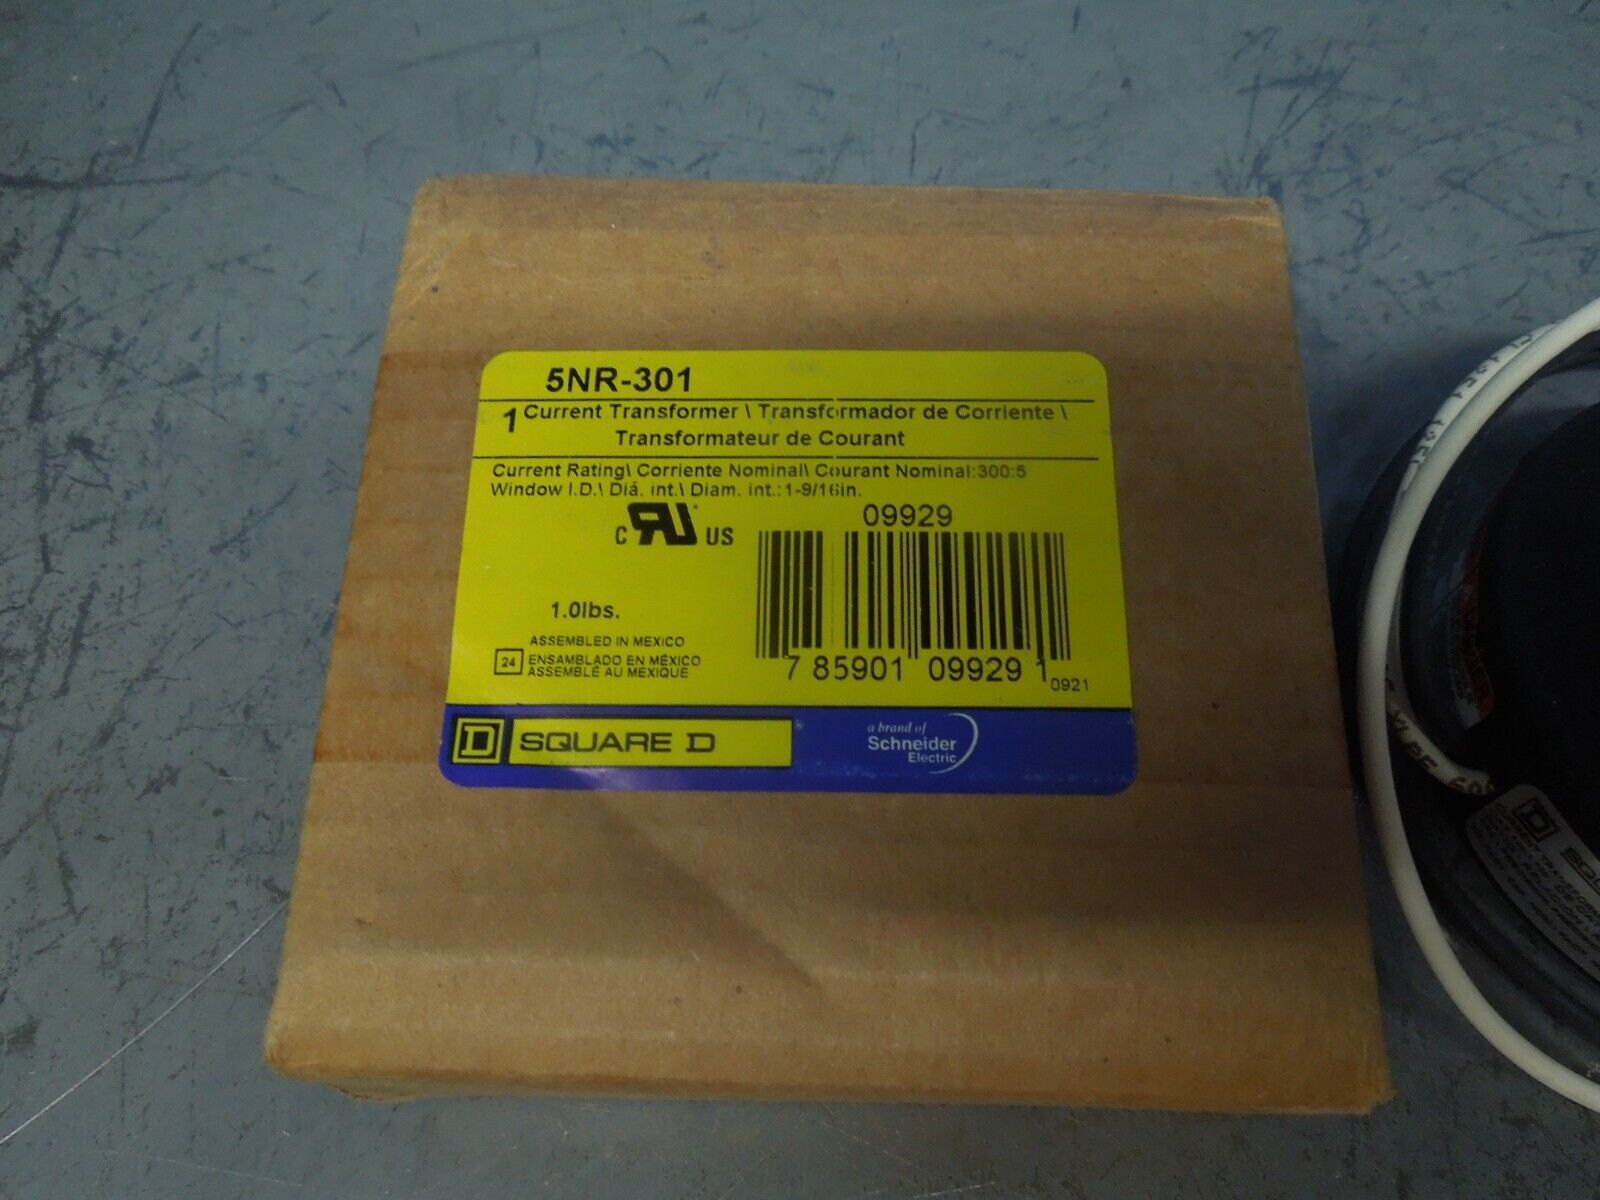 5NR-301
1 Current Transformer \ Transformador de Corriente \
Transformateur de Courant
Current Rating\ Corriente Nominal\ Courant Nominal:300:5
Window I.D.\ Diá. int.\ Diam. int.:1-9/16in.
C RU US
09929
1.0lbs.
ASSEMBLED IN MEXICO
24 ENSAMBLADO EN MÉXICO
ASSEMBLÉ AU MEXIQUE
7 85901 09929 1
0921
D SQUARE D ®
a brand of
Schneider
Electric
D
CURRENT